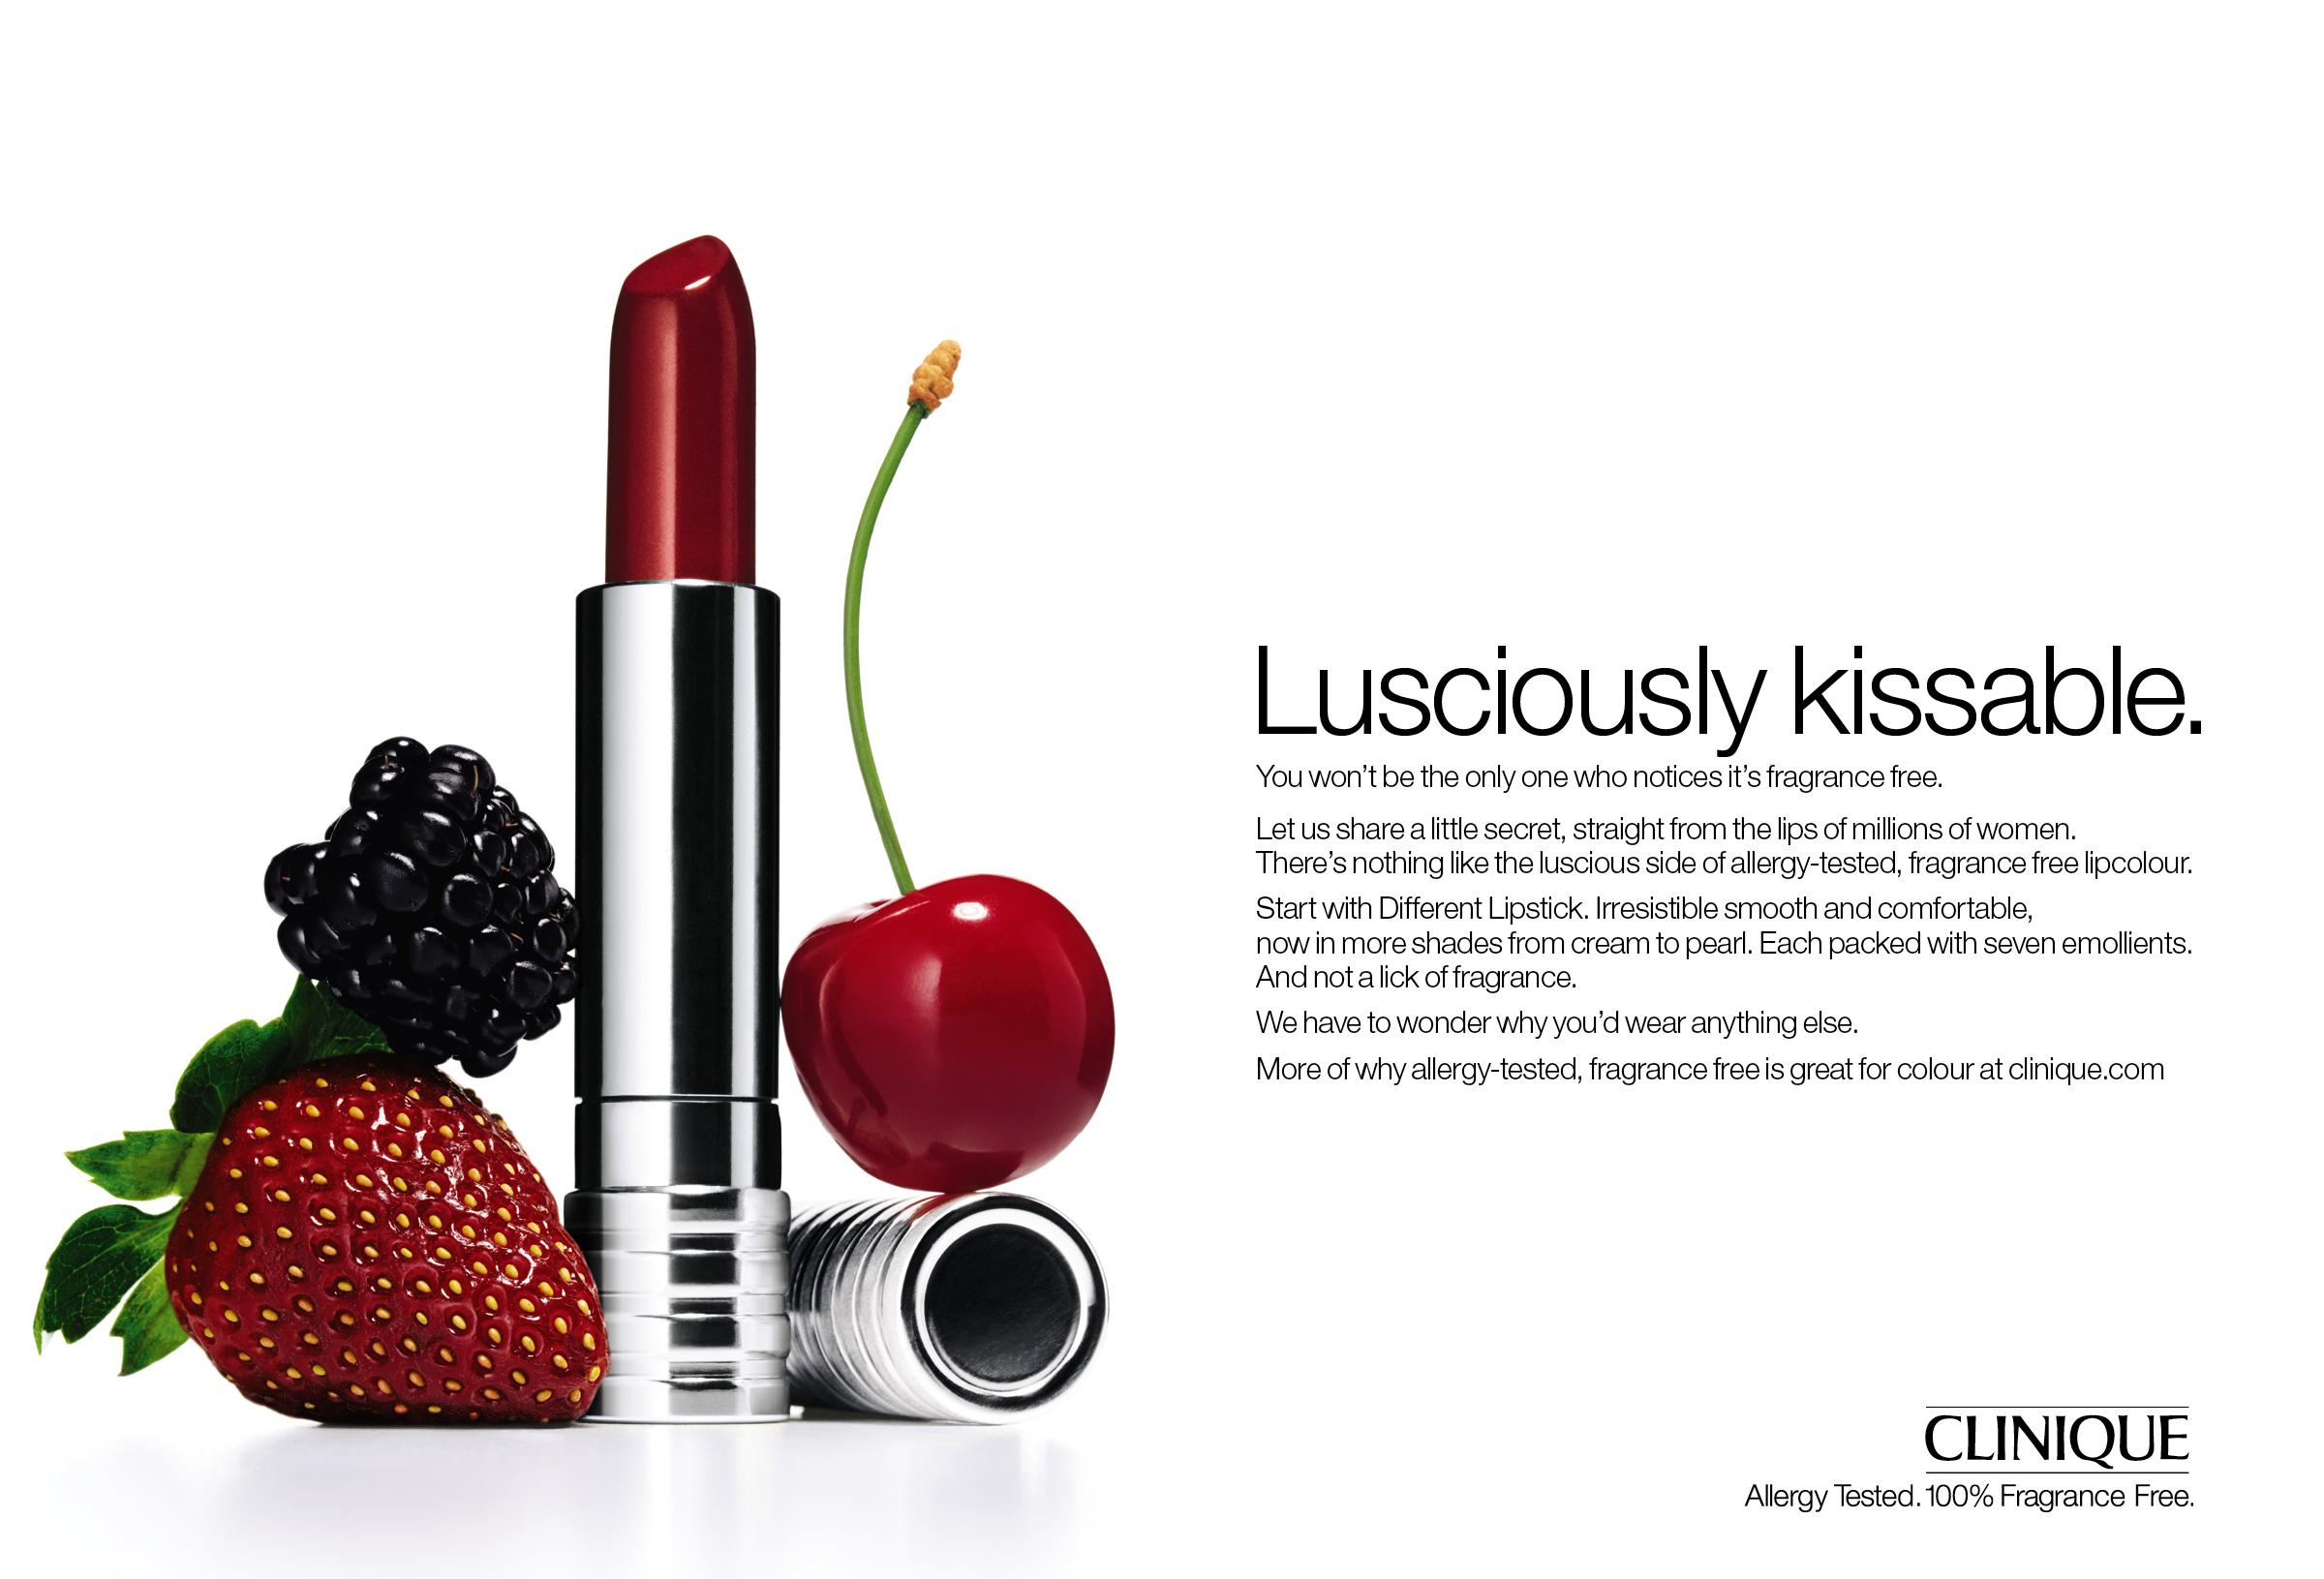 Lusciously kissable.
You won’t be the only one who notices it’s fragrance free.
Let us share a little secret, straight from the lips of millions of women.
There’s nothing like the luscious side of allergy-tested, fragrance free lipcolour.
Start with Different Lipstick. Irresistible smooth and comfortable,
now in more shades from cream to pearl. Each packed with seven emollients.
And not a lick of fragrance.
We have to wonder why you’d wear anything else.
More of why allergy-tested, fragrance free is great for colour at clinique.com
CLINIQUE
Allergy Tested. 100% Fragrance Free.